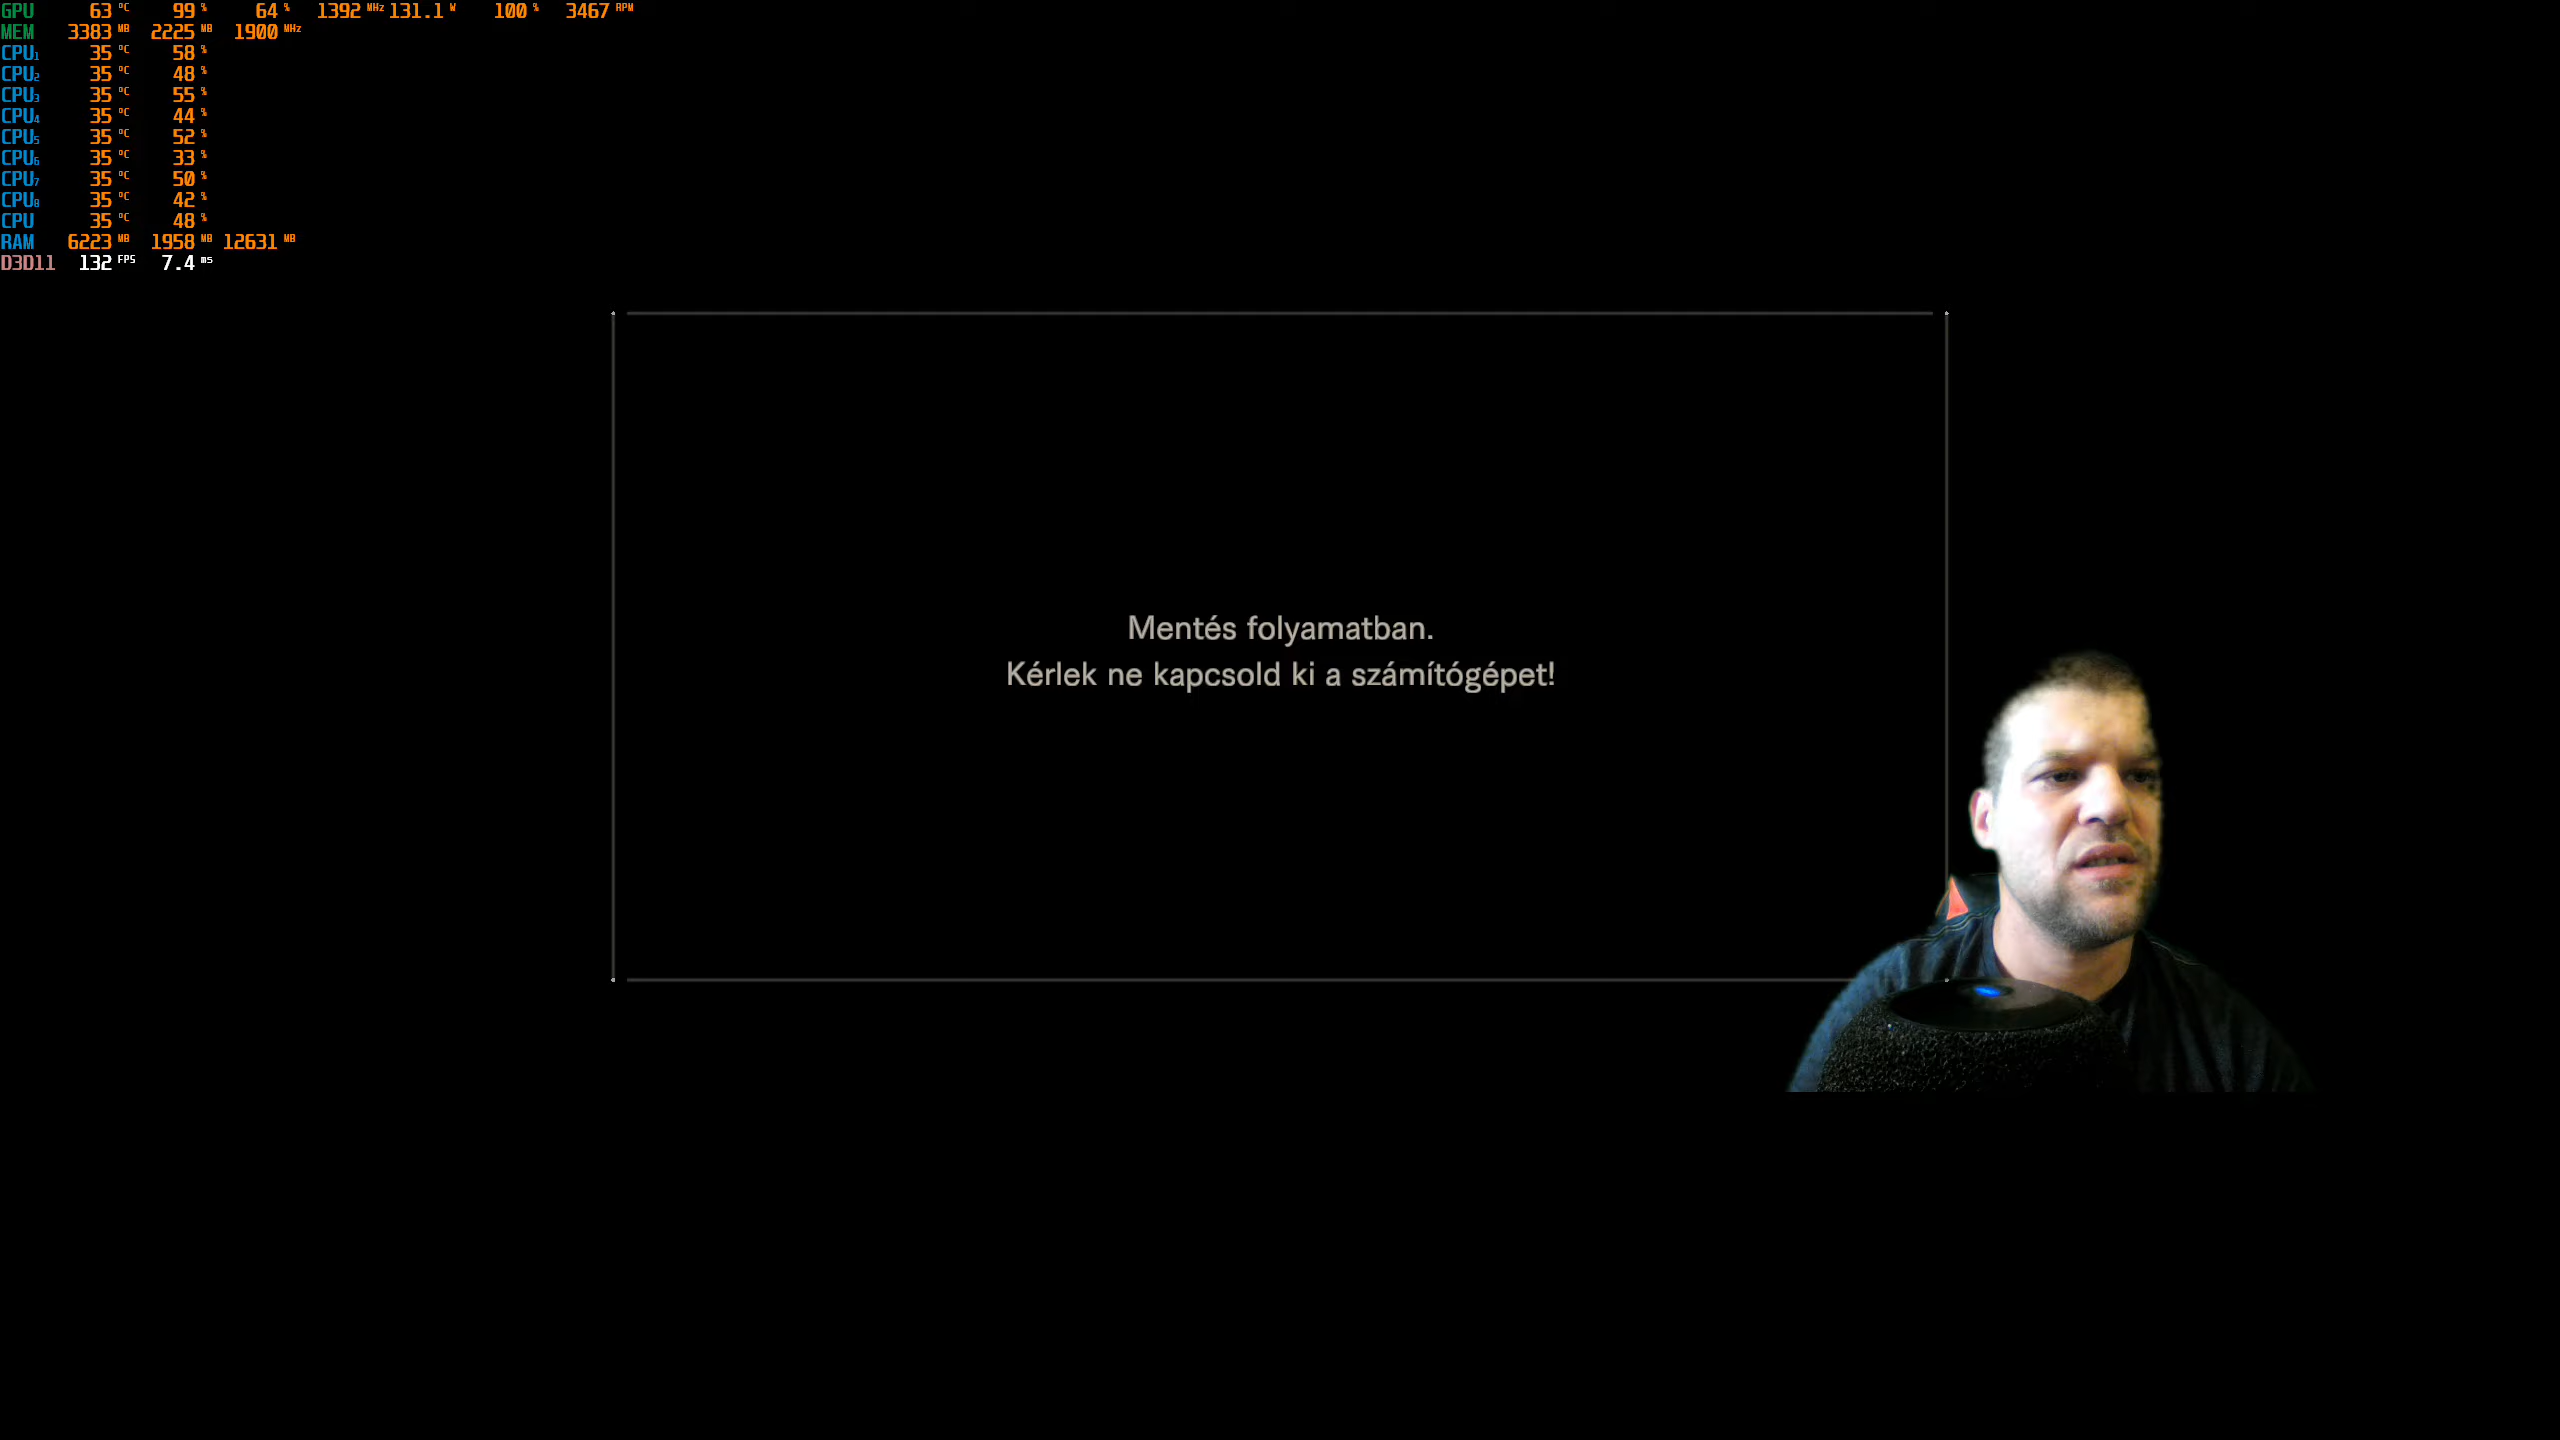 GPU 63 °C 99 % 64 % 1392 MHz 131.1 W 100 % 3467 RPM
MEM 3383 MB 2225 MB 1900 MHz
CPU1 35 °C 58 %
CPU2 35 °C 48 %
CPU3 35 °C 55 %
CPU4 35 °C 44 %
CPU5 35 °C 52 %
CPU6 35 °C 33 %
CPU7 35 °C 50 %
CPU8 35 °C 42 %
CPU 35 °C 48 %
RAM 6223 MB 1958 MB 12631 MB
D3D11 132 FPS 7.4 ms
Mentés folyamatban.
Kérlek ne kapcsold ki a számítógépet!